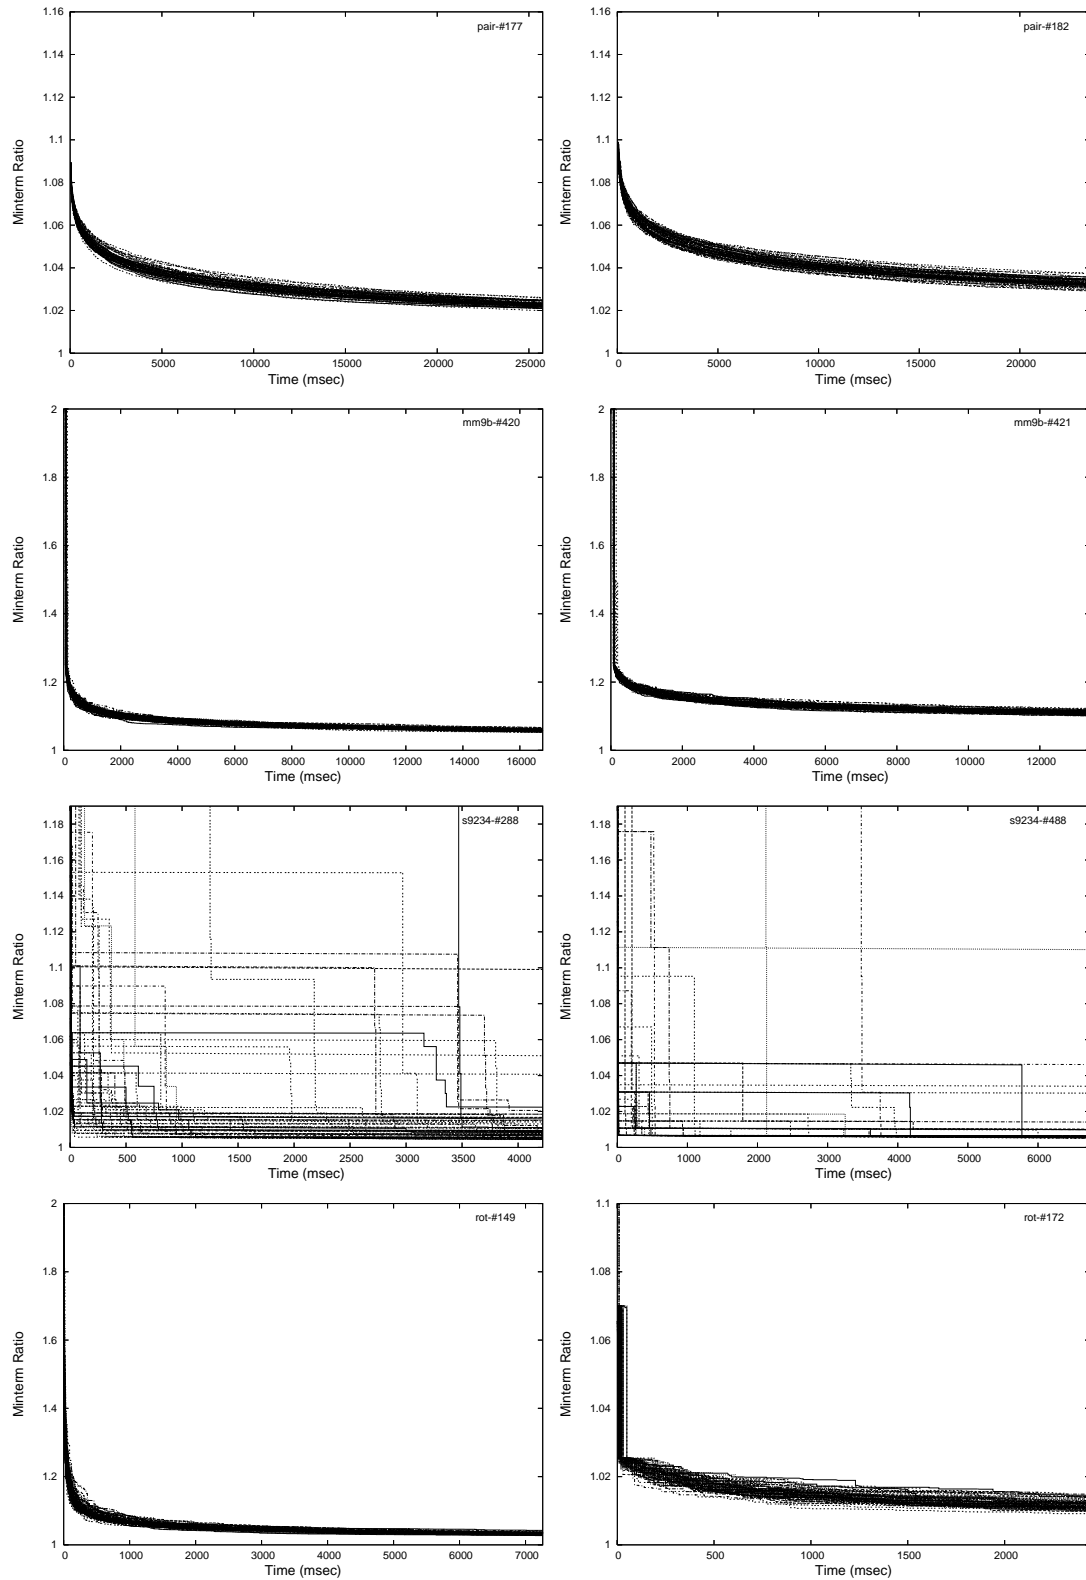 1.16
pair-#177
1.14
1.12
1.1
1.08
1.06
1.04
1.02
1
Minterm Ratio
0 5000 10000 15000 20000 25000
Time (msec)
1.16
pair-#182
1.14
1.12
1.1
1.08
1.06
1.04
1.02
1
Minterm Ratio
0 5000 10000 15000 20000
Time (msec)
2
mm9b-#420
1.8
1.6
1.4
1.2
1
Minterm Ratio
0 2000 4000 6000 8000 10000 12000 14000 16000
Time (msec)
2
mm9b-#421
1.8
1.6
1.4
1.2
1
Minterm Ratio
0 2000 4000 6000 8000 10000 12000
Time (msec)
s9234-#288
1.18
1.16
1.14
1.12
1.1
1.08
1.06
1.04
1.02
1
Minterm Ratio
0 500 1000 1500 2000 2500 3000 3500 4000
Time (msec)
s9234-#488
1.18
1.16
1.14
1.12
1.1
1.08
1.06
1.04
1.02
1
Minterm Ratio
0 1000 2000 3000 4000 5000 6000
Time (msec)
2
rot-#149
1.8
1.6
1.4
1.2
1
Minterm Ratio
0 1000 2000 3000 4000 5000 6000 7000
Time (msec)
1.1
rot-#172
1.08
1.06
1.04
1.02
1
Minterm Ratio
0 500 1000 1500 2000
Time (msec)